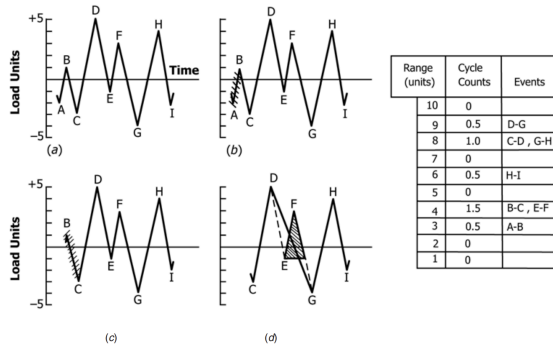 +5
Load Units
−5
A
B
C
D
E
F
G
H
I
Time
(a)
A
B
C
D
E
F
G
H
I
(b)
+5
Load Units
−5
B
C
D
E
F
G
H
I
(c)
C
D
E
F
G
H
I
(d)
Range (units) Cycle Counts Events
10 0
9 0.5 D-G
8 1.0 C-D , G-H
7 0
6 0.5 H-I
5 0
4 1.5 B-C , E-F
3 0.5 A-B
2 0
1 0